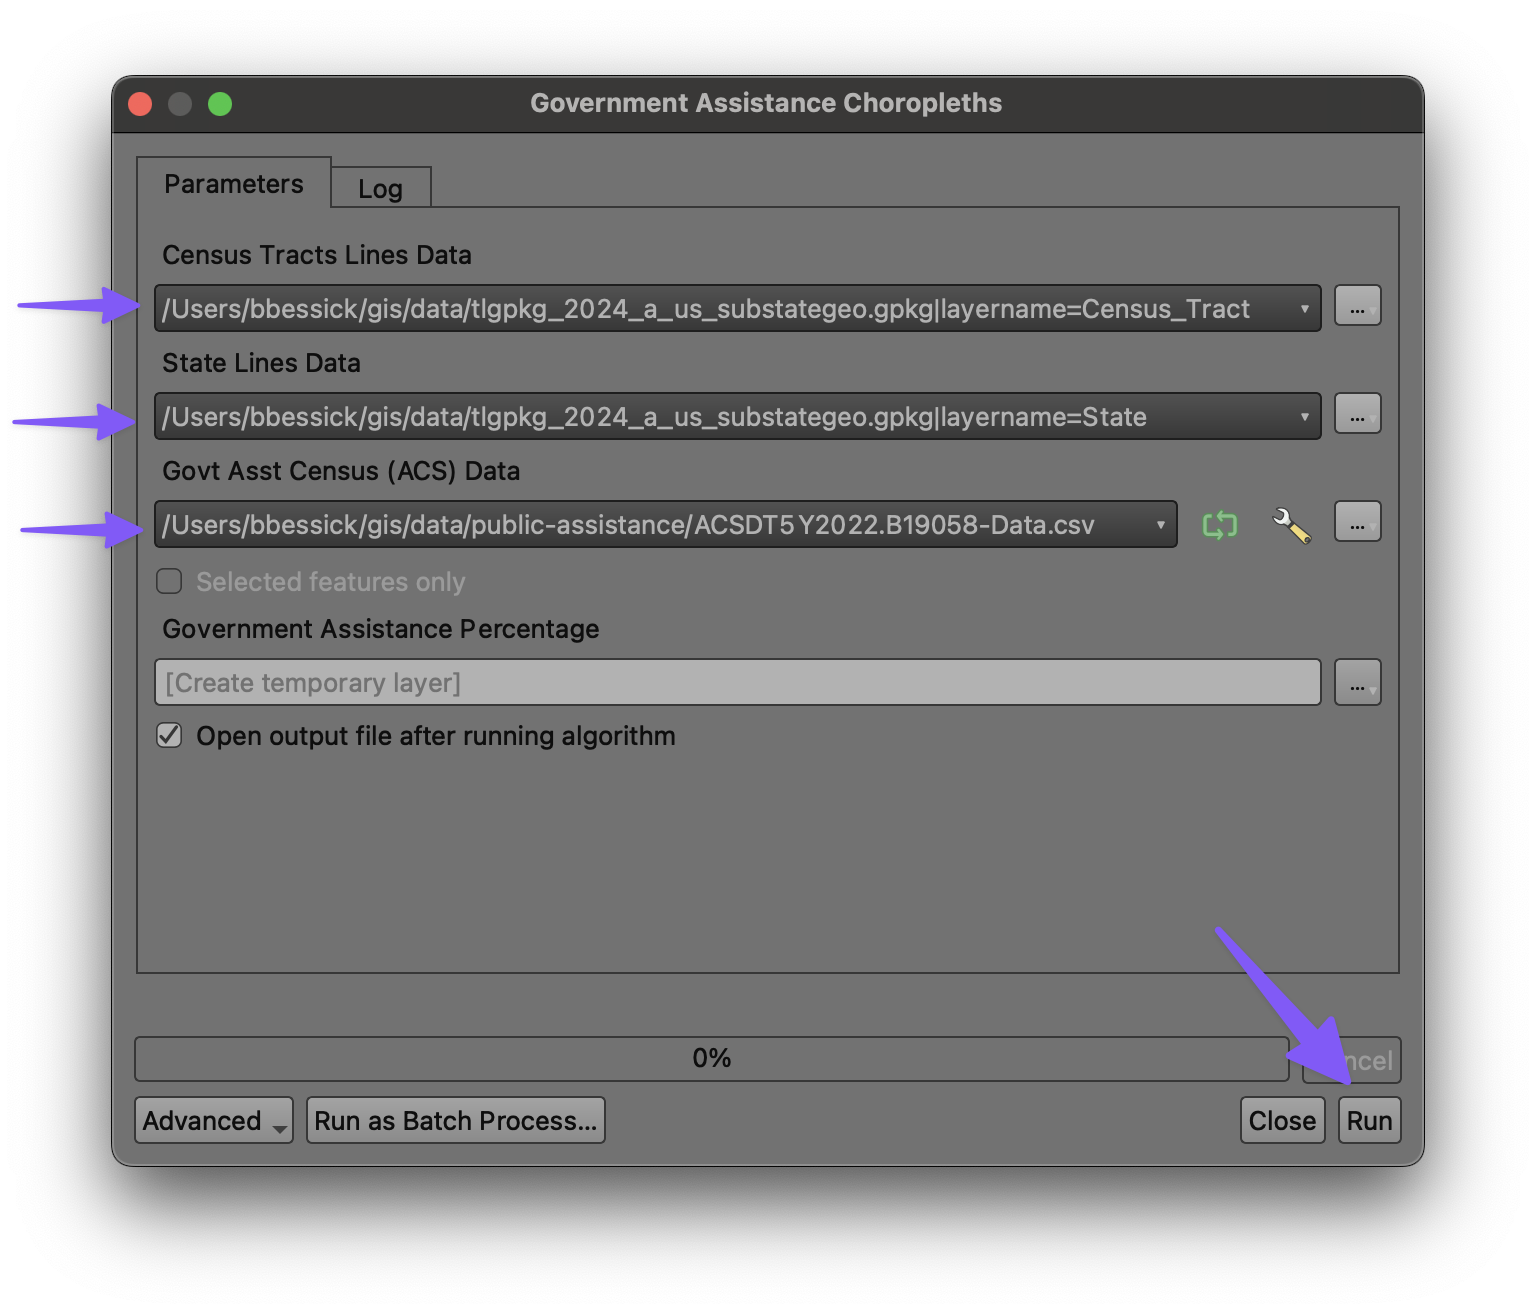 Government Assistance Choropleths
Parameters
Log
Census Tracts Lines Data
/Users/bbessick/gis/data/tlgpkg_2024_a_us_substategeo.gpkg|layername=Census_Tract
...
State Lines Data
/Users/bbessick/gis/data/tlgpkg_2024_a_us_substategeo.gpkg|layername=State
...
Govt Asst Census (ACS) Data
/Users/bbessick/gis/data/public-assistance/ACSDT5Y2022.B19058-Data.csv
...
Selected features only
Government Assistance Percentage
[Create temporary layer]
...
Open output file after running algorithm
0%
Advanced
Run as Batch Process...
Close
Run